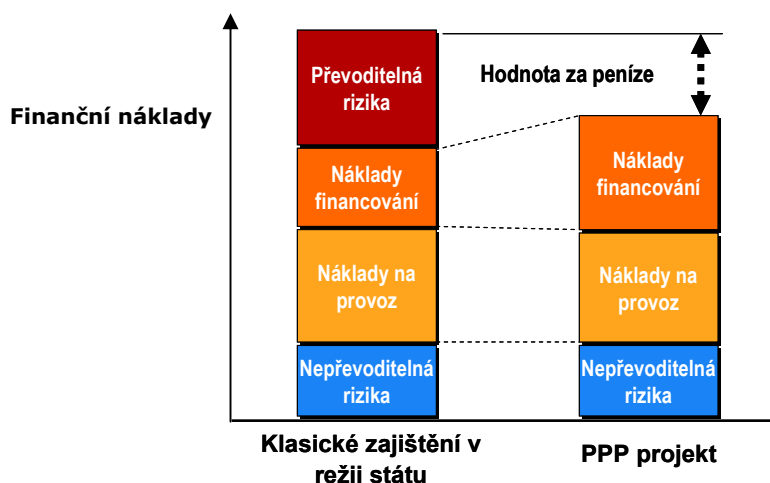 Převoditelná
rizika
Hodnota za peníze
Finanční náklady
Náklady
financování
Náklady
financování
Náklady na
provoz
Náklady
na provoz
Nepřevoditelná
rizika
Nepřevoditelná
rizika
Klasické zajištění v
režii státu
PPP projekt